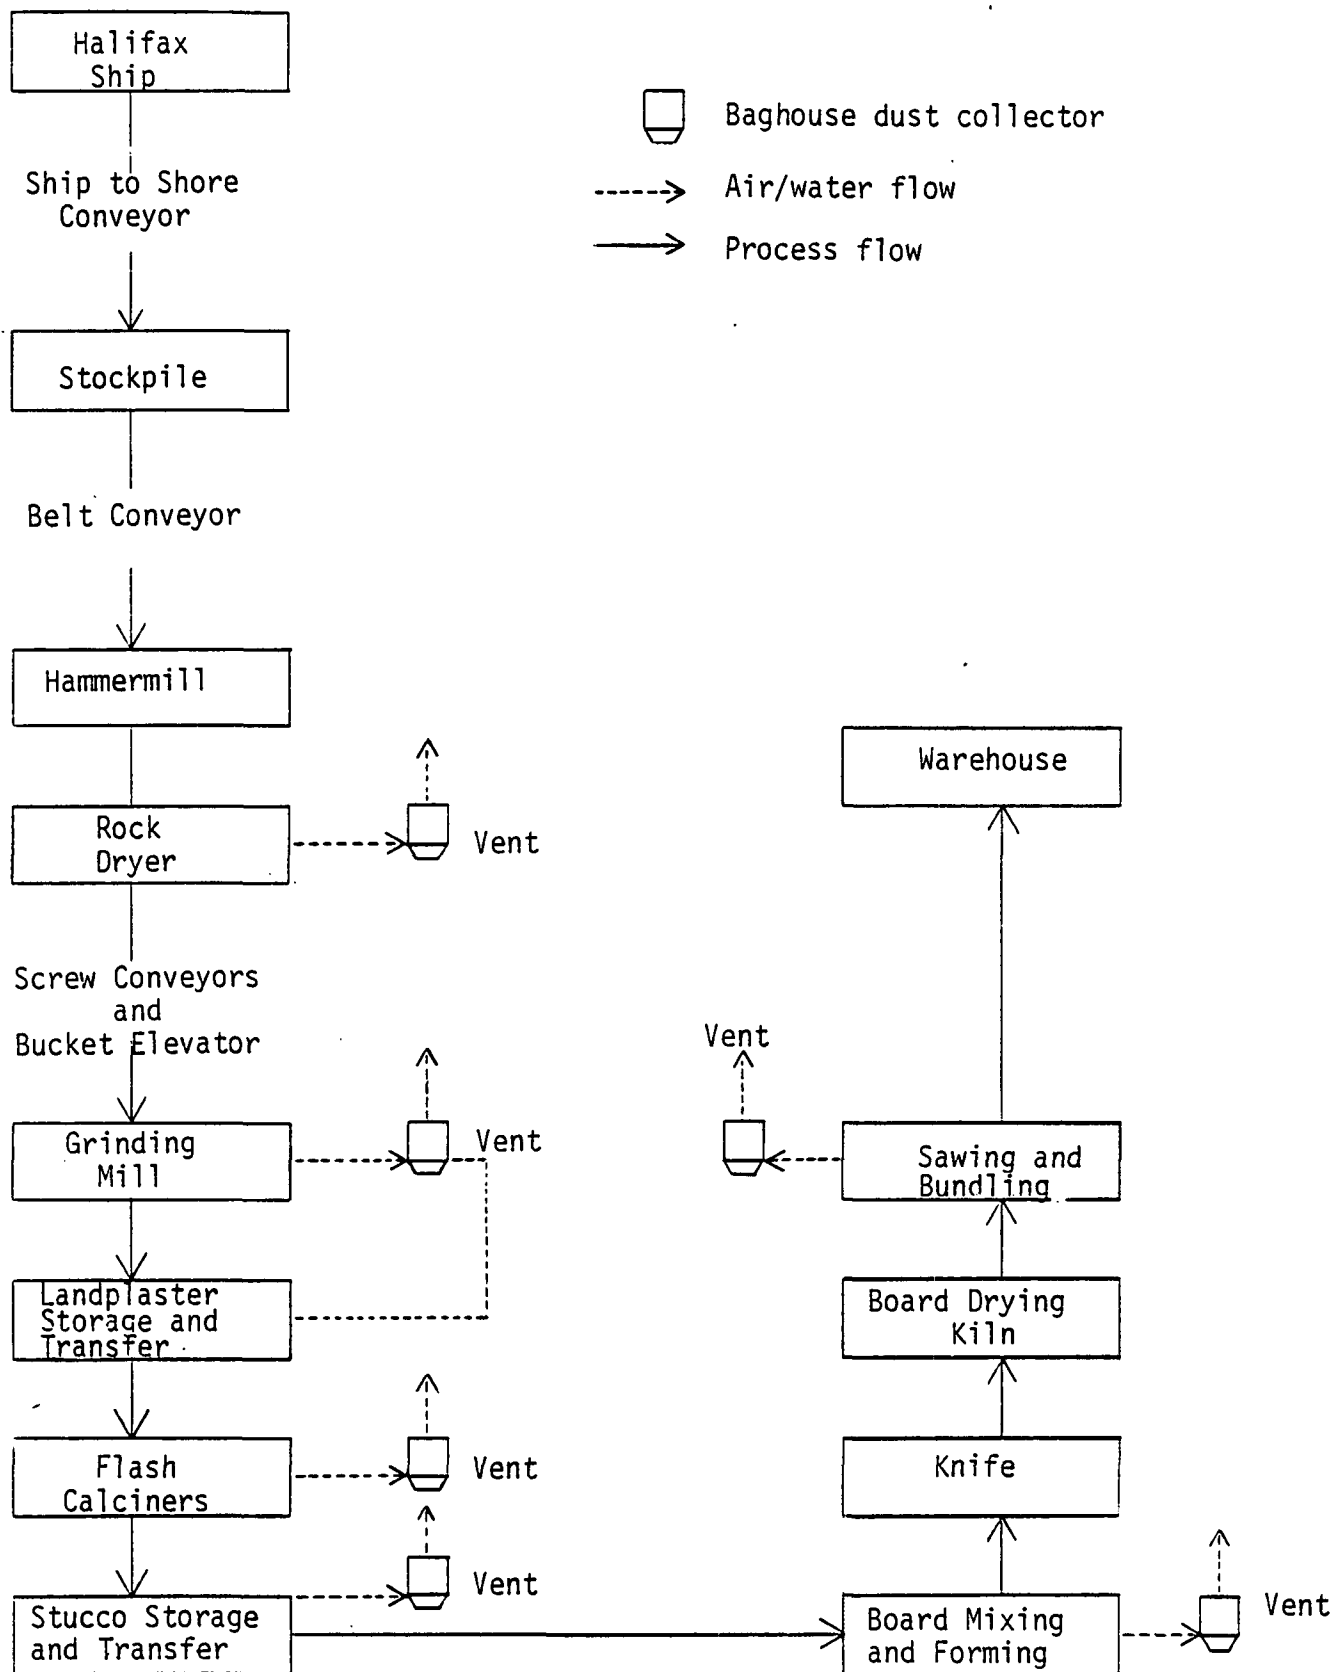 Halifax
Ship
Baghouse dust collector
Air/water flow
Process flow
Ship to Shore
Conveyor
Stockpile
Belt Conveyor
Hammermill
Rock
Dryer
Vent
Screw Conveyors
and
Bucket Elevator
Grinding
Mill
Vent
Landplaster
Storage and
Transfer
Flash
Calciners
Vent
Stucco Storage
and Transfer
Vent
Board Mixing
and Forming
Vent
Knife
Board Drying
Kiln
Sawing and
Bundling
Vent
Warehouse